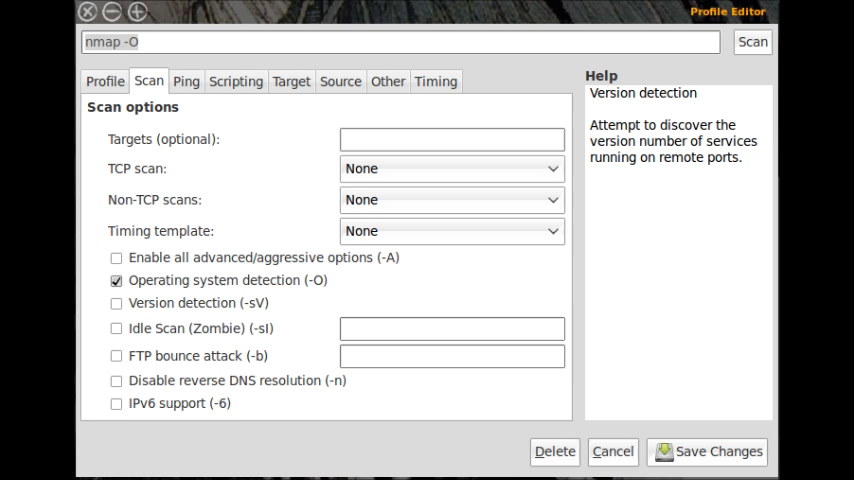 Profile Editor
nmap -O
Scan
Profile Scan Ping Scripting Target Source Other Timing
Scan options
Targets (optional):
TCP scan: None
Non-TCP scans: None
Timing template: None
Enable all advanced/aggressive options (-A)
Operating system detection (-O)
Version detection (-sV)
Idle Scan (Zombie) (-sI)
FTP bounce attack (-b)
Disable reverse DNS resolution (-n)
IPv6 support (-6)
Help
Version detection
Attempt to discover the
version number of services
running on remote ports.
Delete Cancel Save Changes